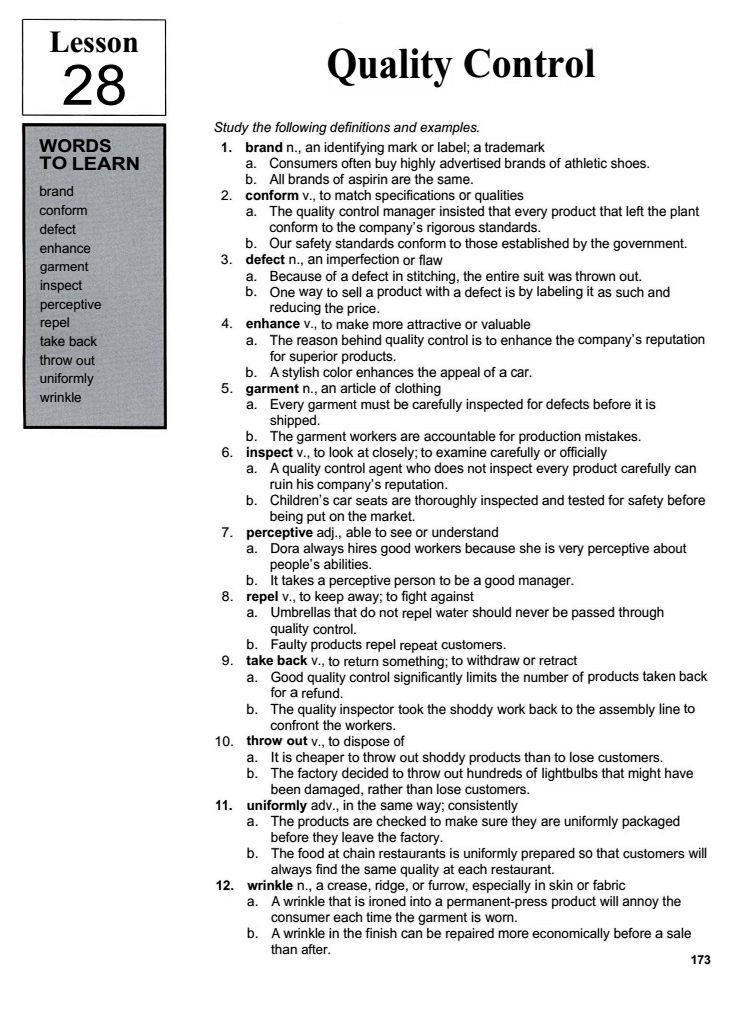 Lesson
28
Quality Control
WORDS
TO LEARN
brand
conform
defect
enhance
garment
inspect
perceptive
repel
take back
throw out
uniformly
wrinkle
Study the following definitions and examples.
1. brand n., an identifying mark or label; a trademark
a. Consumers often buy highly advertised brands of athletic shoes.
b. All brands of aspirin are the same.
2. conform v., to match specifications or qualities
a. The quality control manager insisted that every product that left the plant
conform to the company's rigorous standards.
b. Our safety standards conform to those established by the government.
3. defect n., an imperfection or flaw
a. Because of a defect in stitching, the entire suit was thrown out.
b. One way to sell a product with a defect is by labeling it as such and
reducing the price.
4. enhance v., to make more attractive or valuable
a. The reason behind quality control is to enhance the company's reputation
for superior products.
b. A stylish color enhances the appeal of a car.
5. garment n., an article of clothing
a. Every garment must be carefully inspected for defects before it is
shipped.
b. The garment workers are accountable for production mistakes.
6. inspect v., to look at closely; to examine carefully or officially
a. A quality control agent who does not inspect every product carefully can
ruin his company's reputation.
b. Children's car seats are thoroughly inspected and tested for safety before
being put on the market.
7. perceptive adj., able to see or understand
a. Dora always hires good workers because she is very perceptive about
people's abilities.
b. It takes a perceptive person to be a good manager.
8. repel v., to keep away; to fight against
a. Umbrellas that do not repel water should never be passed through
quality control.
b. Faulty products repel repeat customers.
9. take back v., to return something; to withdraw or retract
a. Good quality control significantly limits the number of products taken back
for a refund.
b. The quality inspector took the shoddy work back to the assembly line to
confront the workers.
10. throw out v., to dispose of
a. It is cheaper to throw out shoddy products than to lose customers.
b. The factory decided to throw out hundreds of lightbulbs that might have
been damaged, rather than lose customers.
11. uniformly adv., in the same way; consistently
a. The products are checked to make sure they are uniformly packaged
before they leave the factory.
b. The food at chain restaurants is uniformly prepared so that customers will
always find the same quality at each restaurant.
12. wrinkle n., a crease, ridge, or furrow, especially in skin or fabric
a. A wrinkle that is ironed into a permanent-press product will annoy the
consumer each time the garment is worn.
b. A wrinkle in the finish can be repaired more economically before a sale
than after.
173